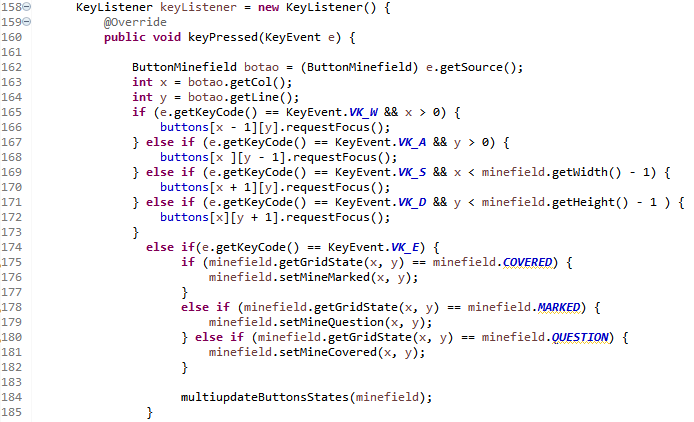 158 KeyListener keyListener = new KeyListener() {
159 @Override
160 public void keyPressed(KeyEvent e) {
161
162 ButtonMinefield botao = (ButtonMinefield) e.getSource();
163 int x = botao.getCol();
164 int y = botao.getLine();
165 if (e.getKeyCode() == KeyEvent.VK_W && x > 0) {
166 buttons[x - 1][y].requestFocus();
167 } else if (e.getKeyCode() == KeyEvent.VK_A && y > 0) {
168 buttons[x ][y - 1].requestFocus();
169 } else if (e.getKeyCode() == KeyEvent.VK_S && x < minefield.getWidth() - 1) {
170 buttons[x + 1][y].requestFocus();
171 } else if (e.getKeyCode() == KeyEvent.VK_D && y < minefield.getHeight() - 1 ) {
172 buttons[x][y + 1].requestFocus();
173 }
174 else if(e.getKeyCode() == KeyEvent.VK_E) {
175 if (minefield.getGridState(x, y) == minefield.COVERED) {
176 minefield.setMineMarked(x, y);
177 }
178 else if (minefield.getGridState(x, y) == minefield.MARKED) {
179 minefield.setMineQuestion(x, y);
180 } else if (minefield.getGridState(x, y) == minefield.QUESTION) {
181 minefield.setMineCovered(x, y);
182 }
183
184 multiupdateButtonsStates(minefield);
185 }